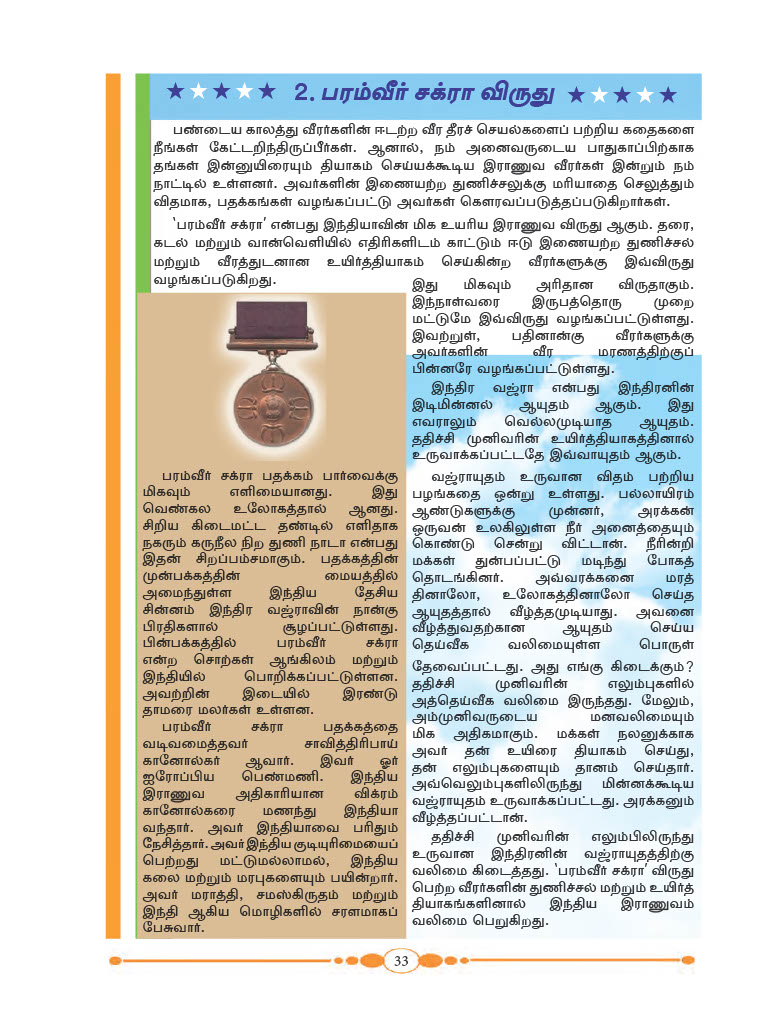 2. பரம்வீர் சக்ரா விருது
பண்டைய காலத்து வீரர்களின் ஈடற்ற வீர தீரச் செயல்களைப் பற்றிய கதைகளை
நீங்கள் கேட்டறிந்திருப்பீர்கள். ஆனால், நம் அனைவருடைய பாதுகாப்பிற்காக
தங்கள் இன்னுயிரையும் தியாகம் செய்யக்கூடிய இராணுவ வீரர்கள் இன்றும் நம்
நாட்டில் உள்ளனர். அவர்களின் இணையற்ற துணிச்சலுக்கு மரியாதை செலுத்தும்
விதமாக, பதக்கங்கள் வழங்கப்பட்டு அவர்கள் கௌரவப்படுத்தப்படுகிறார்கள்.
'பரம்வீர் சக்ரா' என்பது இந்தியாவின் மிக உயரிய இராணுவ விருது ஆகும். தரை,
கடல் மற்றும் வான்வெளியில் எதிரிகளிடம் காட்டும் ஈடு இணையற்ற துணிச்சல்
மற்றும் வீரத்துடனான உயிர்த்தியாகம் செய்கின்ற வீரர்களுக்கு இவ்விருது
வழங்கப்படுகிறது.
பரம்வீர் சக்ரா பதக்கம் பார்வைக்கு
மிகவும் எளிமையானது. இது
வெண்கல உலோகத்தால் ஆனது.
சிறிய கிடைமட்ட தண்டில் எளிதாக
நகரும் கருநீல நிற துணி நாடா என்பது
இதன் சிறப்பம்சமாகும். பதக்கத்தின்
முன்பக்கத்தின் மையத்தில்
அமைந்துள்ள இந்திய தேசிய
சின்னம் இந்திர வஜ்ராவின் நான்கு
பிரதிகளால் சூழப்பட்டுள்ளது.
பின்பக்கத்தில் பரம்வீர் சக்ரா
என்ற சொற்கள் ஆங்கிலம் மற்றும்
இந்தியில் பொறிக்கப்பட்டுள்ளன.
அவற்றின் இடையில் இரண்டு
தாமரை மலர்கள் உள்ளன.
பரம்வீர் சக்ரா பதக்கத்தை
வடிவமைத்தவர் சாவித்திரிபாய்
கானோல்கர் ஆவார். இவர் ஓர்
ஐரோப்பிய பெண்மணி. இந்திய
இராணுவ அதிகாரியான விக்ரம்
கானோல்கரை மணந்து இந்தியா
வந்தார். அவர் இந்தியாவை பரிதும்
நேசித்தார். அவர் இந்திய குடியுரிமையைப்
பெற்றது மட்டுமல்லாமல், இந்திய
கலை மற்றும் மரபுகளையும் பயின்றார்.
அவர் மராத்தி, சமஸ்கிருதம் மற்றும்
இந்தி ஆகிய மொழிகளில் சரளமாகப்
பேசுவார்.
இது மிகவும் அரிதான விருதாகும்.
இந்நாள்வரை இருபத்தொரு முறை
மட்டுமே இவ்விருது வழங்கப்பட்டுள்ளது.
இவற்றுள், பதினான்கு வீரர்களுக்கு
அவர்களின் வீர மரணத்திற்குப்
பின்னரே வழங்கப்பட்டுள்ளது.
இந்திர வஜ்ரா என்பது இந்திரனின்
இடிமின்னல் ஆயுதம் ஆகும். இது
எவராலும் வெல்லமுடியாத ஆயுதம்.
ததிச்சி முனிவரின் உயிர்த்தியாகத்தினால்
உருவாக்கப்பட்டதே இவ்வாயுதம் ஆகும்.
வஜ்ராயுதம் உருவான விதம் பற்றிய
பழங்கதை ஒன்று உள்ளது. பல்லாயிரம்
ஆண்டுகளுக்கு முன்னர், அரக்கன்
ஒருவன் உலகிலுள்ள நீர் அனைத்தையும்
கொண்டு சென்று விட்டான். நீரின்றி
மக்கள் துன்பப்பட்டு மடிந்து போகத்
தொடங்கினர். அவ்வரக்கனை மரத்
தினாலோ, உலோகத்தினாலோ செய்த
ஆயுதத்தால் வீழ்த்தமுடியாது. அவனை
வீழ்த்துவதற்கான ஆயுதம் செய்ய
தெய்வீக வலிமையுள்ள பொருள்
தேவைப்பட்டது. அது எங்கு கிடைக்கும்?
ததிச்சி முனிவரின் எலும்புகளில்
அத்தெய்வீக வலிமை இருந்தது. மேலும்,
அம்முனிவருடைய மனவலிமையும்
மிக அதிகமாகும். மக்கள் நலனுக்காக
அவர் தன் உயிரை தியாகம் செய்து,
தன் எலும்புகளையும் தானம் செய்தார்.
அவ்வெலும்புகளிலிருந்து மின்னக்கூடிய
வஜ்ராயுதம் உருவாக்கப்பட்டது. அரக்கனும்
வீழ்த்தப்பட்டான்.
ததிச்சி முனிவரின் எலும்பிலிருந்து
உருவான இந்திரனின் வஜ்ராயுதத்திற்கு
வலிமை கிடைத்தது. 'பரம்வீர் சக்ரா' விருது
பெற்ற வீரர்களின் துணிச்சல் மற்றும் உயிர்த்
தியாகங்களினால் இந்திய இராணுவம்
வலிமை பெறுகிறது.
33